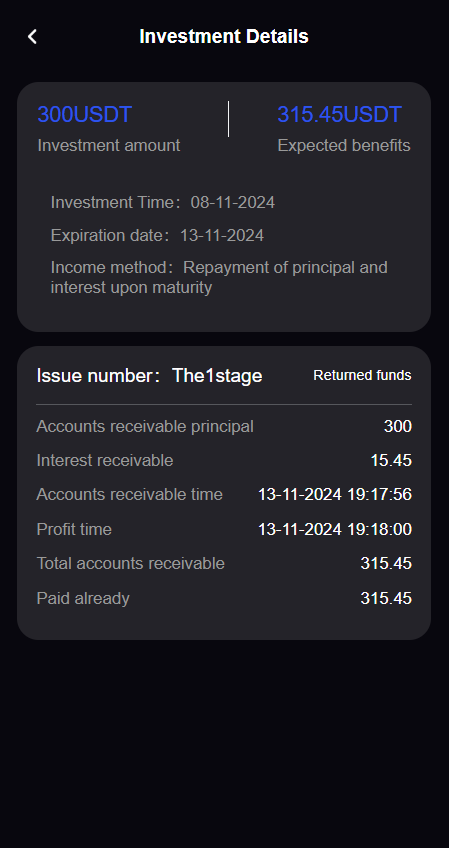 Investment Details
300USDT
315.45USDT
Investment amount
Expected benefits
Investment Time：08-11-2024
Expiration date：13-11-2024
Income method：Repayment of principal and
interest upon maturity
Issue number：The1stage
Returned funds
Accounts receivable principal 300
Interest receivable 15.45
Accounts receivable time 13-11-2024 19:17:56
Profit time 13-11-2024 19:18:00
Total accounts receivable 315.45
Paid already 315.45